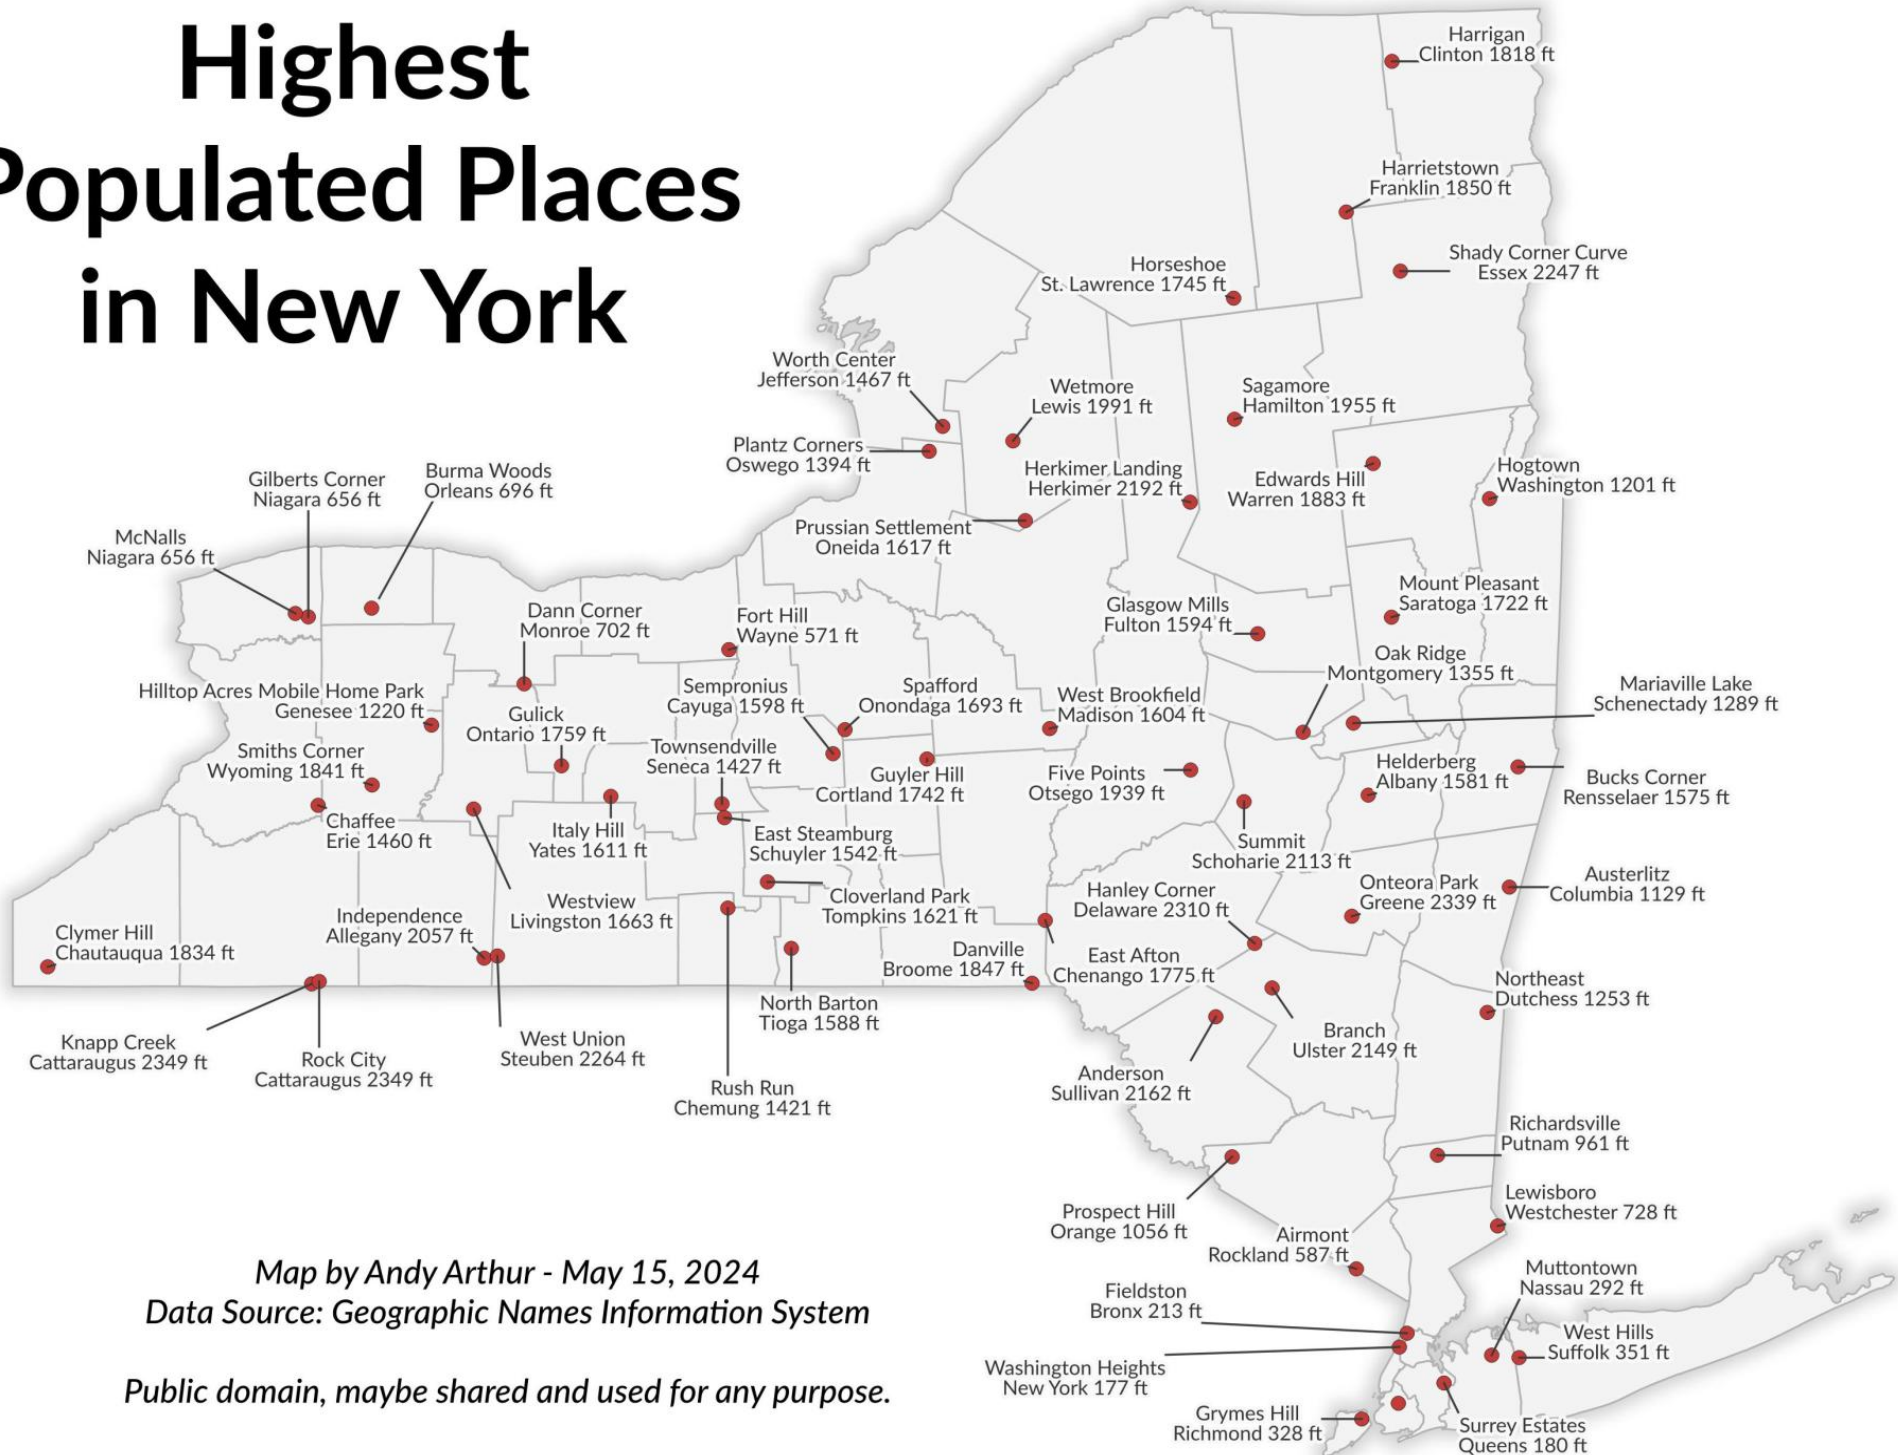 Highest
Populated Places
in New York
Harrigan
Clinton 1818 ft
Harrietstown
Franklin 1850 ft
Shady Corner Curve
Essex 2247 ft
Horseshoe
St. Lawrence 1745 ft
Worth Center
Jefferson 1467 ft
Wetmore
Lewis 1991 ft
Sagamore
Hamilton 1955 ft
Plantz Corners
Oswego 1394 ft
Herkimer Landing
Herkimer 2192 ft
Edwards Hill
Warren 1883 ft
Hogtown
Washington 1201 ft
Gilberts Corner
Niagara 656 ft
Burma Woods
Orleans 696 ft
McNalls
Niagara 656 ft
Prussian Settlement
Oneida 1617 ft
Dann Corner
Monroe 702 ft
Fort Hill
Wayne 571 ft
Glasgow Mills
Fulton 1594 ft
Mount Pleasant
Saratoga 1722 ft
Oak Ridge
Montgomery 1355 ft
Mariaville Lake
Schenectady 1289 ft
Hilltop Acres Mobile Home Park
Genesee 1220 ft
Gulick
Ontario 1759 ft
Sempronius
Cayuga 1598 ft
Spafford
Onondaga 1693 ft
West Brookfield
Madison 1604 ft
Smiths Corner
Wyoming 1841 ft
Townsendville
Seneca 1427 ft
Guyler Hill
Cortland 1742 ft
Five Points
Otsego 1939 ft
Helderberg
Albany 1581 ft
Bucks Corner
Rensselaer 1575 ft
Chaffee
Erie 1460 ft
Italy Hill
Yates 1611 ft
East Steamburg
Schuyler 1542 ft
Summit
Schoharie 2113 ft
Westview
Livingston 1663 ft
Cloverland Park
Tompkins 1621 ft
Hanley Corner
Delaware 2310 ft
Onteora Park
Greene 2339 ft
Austerlitz
Columbia 1129 ft
Clymer Hill
Chautauqua 1834 ft
Independence
Allegany 2057 ft
Danville
Broome 1847 ft
East Afton
Chenango 1775 ft
Northeast
Dutchess 1253 ft
Knapp Creek
Cattaraugus 2349 ft
Rock City
Cattaraugus 2349 ft
West Union
Steuben 2264 ft
North Barton
Tioga 1588 ft
Rush Run
Chemung 1421 ft
Branch
Ulster 2149 ft
Anderson
Sullivan 2162 ft
Richardsville
Putnam 961 ft
Prospect Hill
Orange 1056 ft
Lewisboro
Westchester 728 ft
Airmont
Rockland 587 ft
Fieldston
Bronx 213 ft
Muttontown
Nassau 292 ft
West Hills
Suffolk 351 ft
Washington Heights
New York 177 ft
Grymes Hill
Richmond 328 ft
Surrey Estates
Queens 180 ft
Map by Andy Arthur - May 15, 2024
Data Source: Geographic Names Information System
Public domain, maybe shared and used for any purpose.